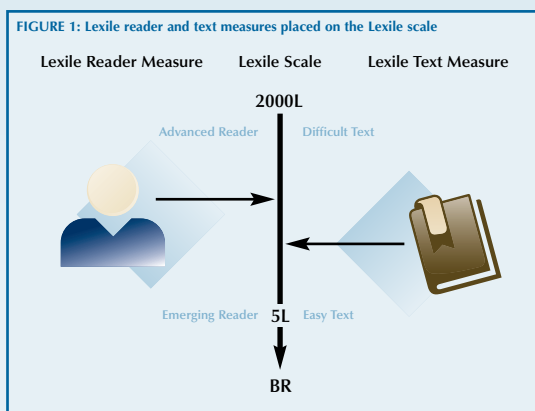 FIGURE 1: Lexile reader and text measures placed on the Lexile scale
Lexile Reader Measure Lexile Scale Lexile Text Measure
2000L
Advanced Reader Difficult Text
Emerging Reader 5L Easy Text
BR